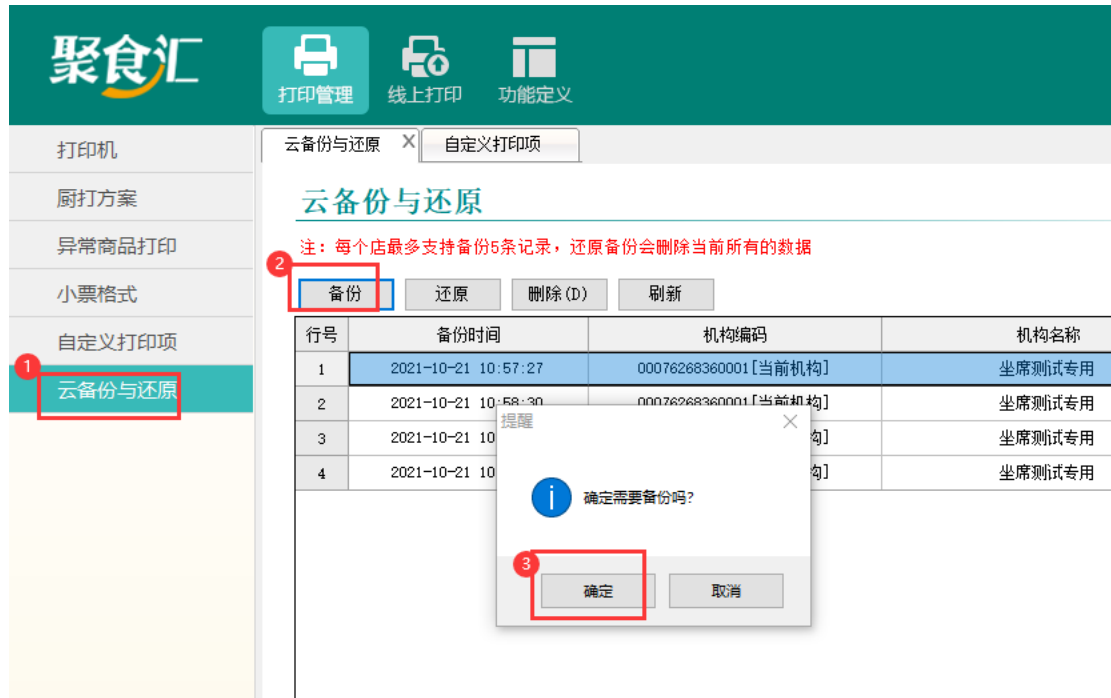 聚食汇
打印管理 线上打印 功能定义
打印机
厨打方案
异常商品打印
小票格式
自定义打印项
1
云备份与还原
云备份与还原 自定义打印项
云备份与还原
注：每个店最多支持备份5条记录，还原备份会删除当前所有的数据
2
备份 还原 删除(D) 刷新
行号 备份时间 机构编码 机构名称
1 2021-10-21 10:57:27 00076268360001[当前机构] 坐席测试专用
2 2021-10-21 10:58:30 00076268360001[当前机构] 坐席测试专用
3 2021-10-21 10 构] 坐席测试专用
4 2021-10-21 10 构] 坐席测试专用
提醒
确定需要备份吗?
3
确定 取消